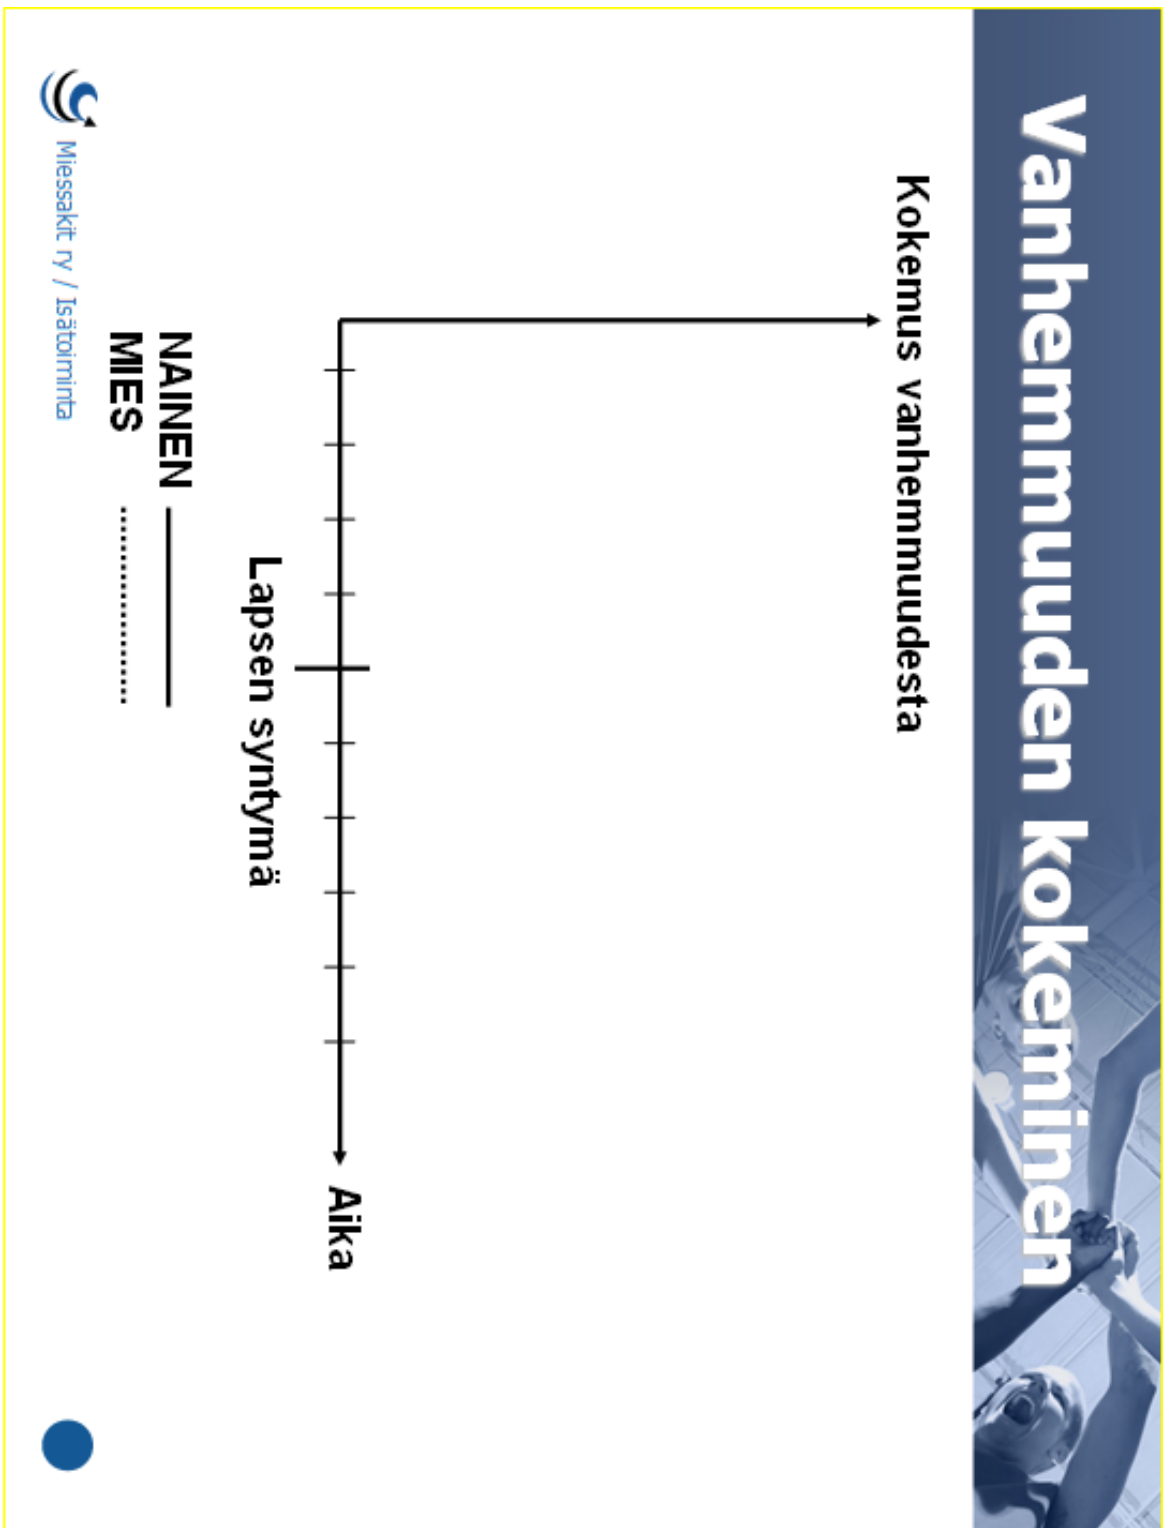 Vanhemmuuden kokeminen
Kokemus vanhemmuudesta
Aika
Lapsen syntymä
NAINEN
MIES
Miessakit ry / Isätoiminta